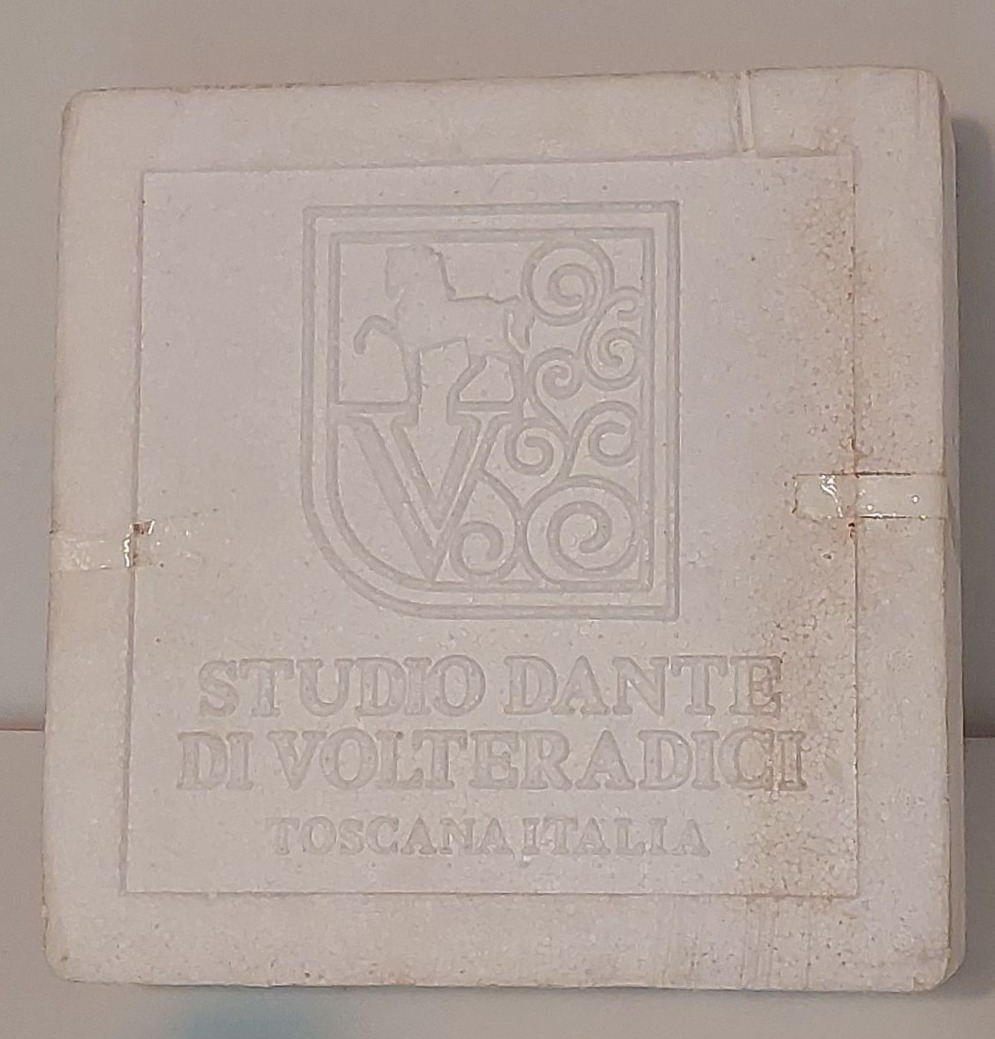 V
STUDIO DANTE
DI VOLTERADICI
TOSCANA ITALIA